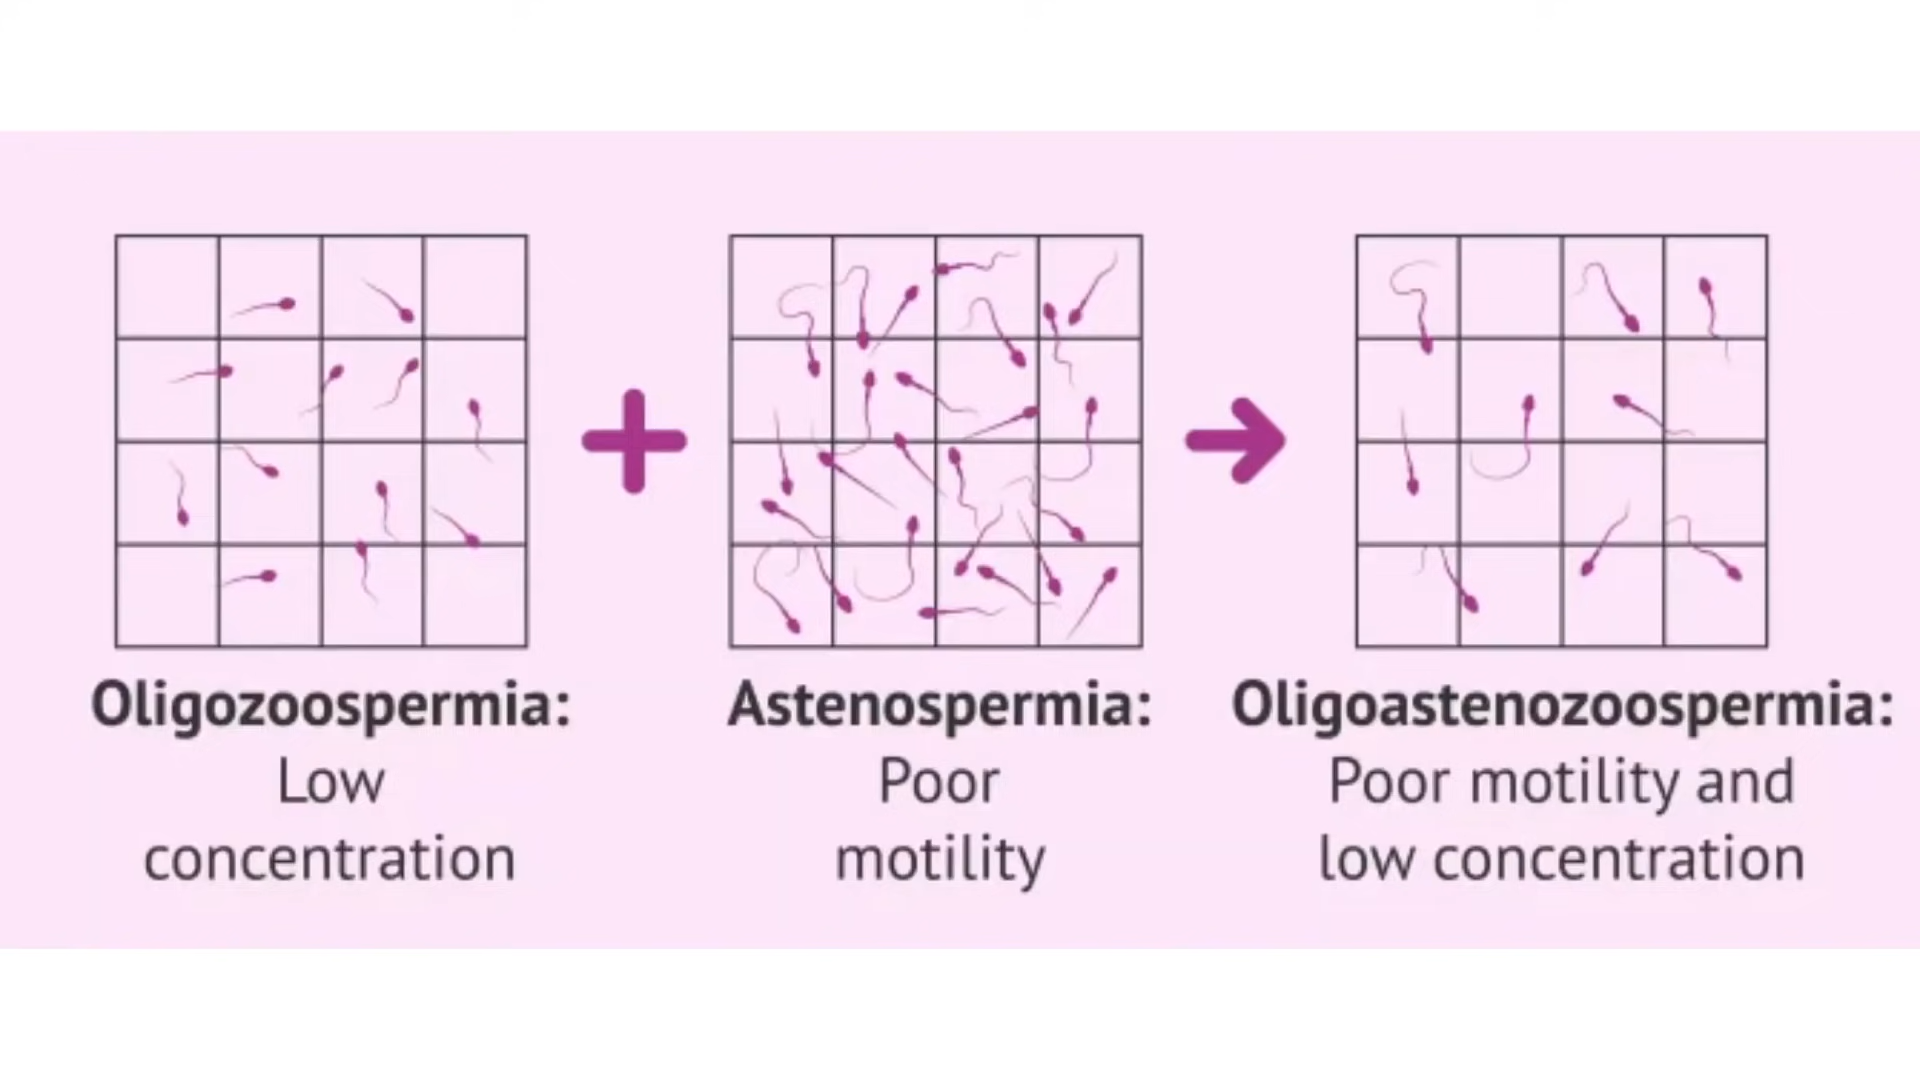 Oligozoospermia:
Low
concentration
Astenospermia:
Poor
motility
Oligoastenozoospermia:
Poor motility and
low concentration